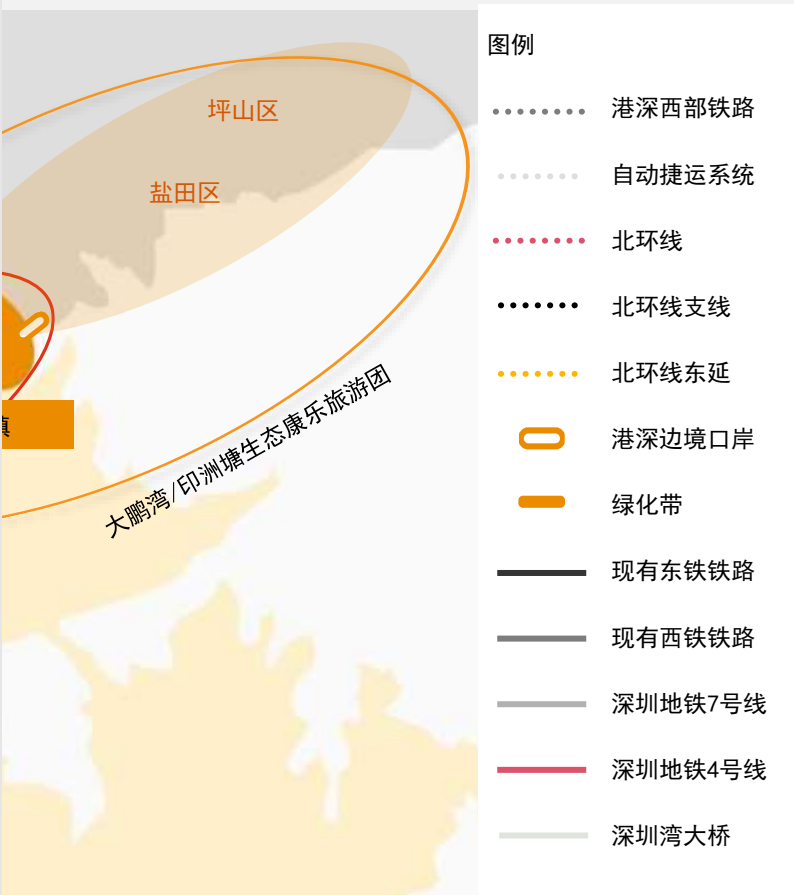 图例
坪山区
盐田区
镇
大鹏湾/印洲塘生态康乐旅游团
港深西部铁路
自动捷运系统
北环线
北环线支线
北环线东延
港深边境口岸
绿化带
现有东铁铁路
现有西铁铁路
深圳地铁7号线
深圳地铁4号线
深圳湾大桥